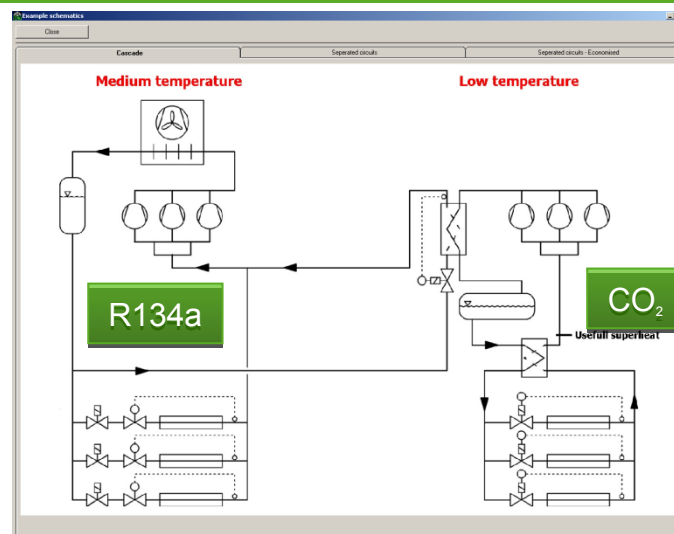 Example schematics
Close
Cascade
Seperated circuits
Seperated circuits - Economised
Medium temperature
Low temperature
R134a
CO₂
Usefull superheat